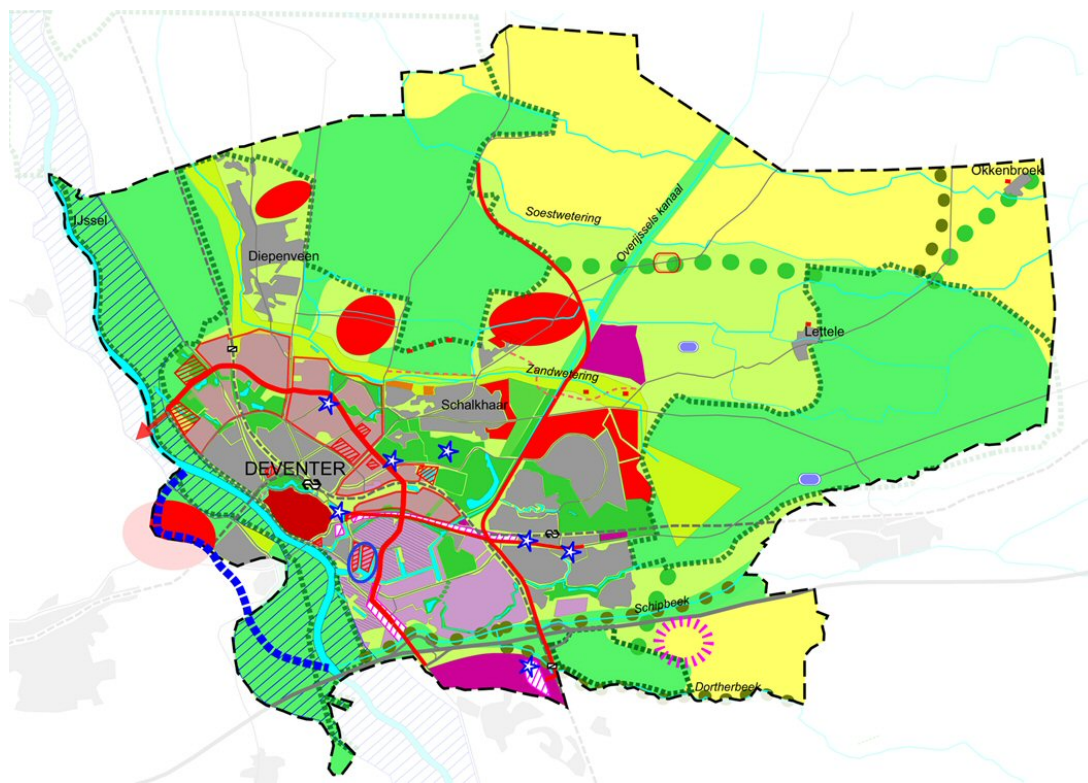 Okkenbroek
Soestwetering
IJssel
Overijssels kanaal
Diepenveen
Lettele
Zandwetering
Schalkhaar
DEVENTER
Schipbeek
Dortherbeek